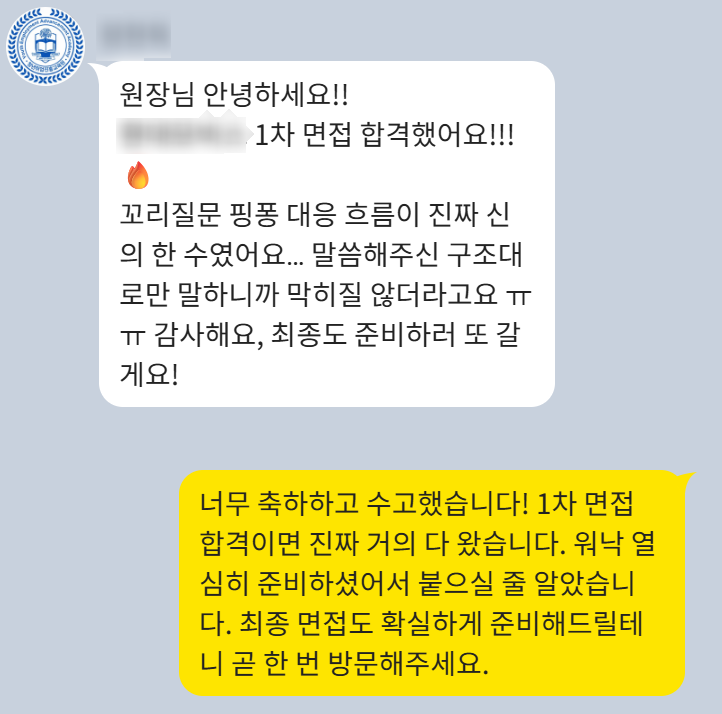 원장님 안녕하세요!!
1차 면접 합격했어요!!!
🔥
꼬리질문 핑퐁 대응 흐름이 진짜 신
의 한 수였어요... 말씀해주신 구조대
로만 말하니까 막히질 않더라고요 ㅠ
ㅠ 감사해요, 최종도 준비하러 또 갈
게요!
너무 축하하고 수고했습니다! 1차 면접
합격이면 진짜 거의 다 왔습니다. 워낙 열
심히 준비하셨어서 붙으실 줄 알았습니
다. 최종 면접도 확실하게 준비해드릴테
니 곧 한 번 방문해주세요.